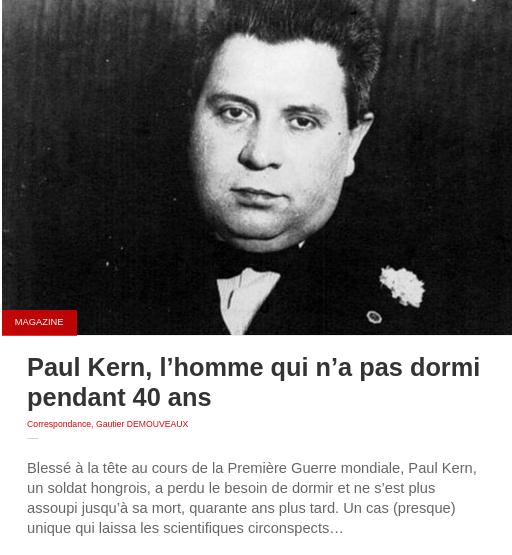 MAGAZINE
Paul Kern, l’homme qui n’a pas dormi
pendant 40 ans
Correspondance, Gautier DEMOUVEAUX
Blessé à la tête au cours de la Première Guerre mondiale, Paul Kern,
un soldat hongrois, a perdu le besoin de dormir et ne s’est plus
assoupi jusqu’à sa mort, quarante ans plus tard. Un cas (presque)
unique qui laissa les scientifiques circonspects…